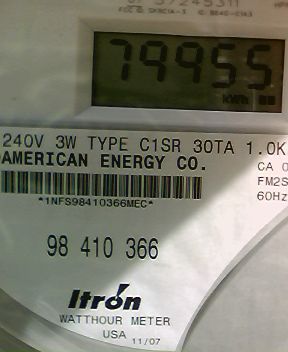 79955
kWh
240V 3W TYPE C1SR 30TA 1.0K
AMERICAN ENERGY CO.
CA 0
FM2S
60Hz
*1NFS98410366MEC*
98 410 366
Itron
WATTHOUR METER
USA 11/07